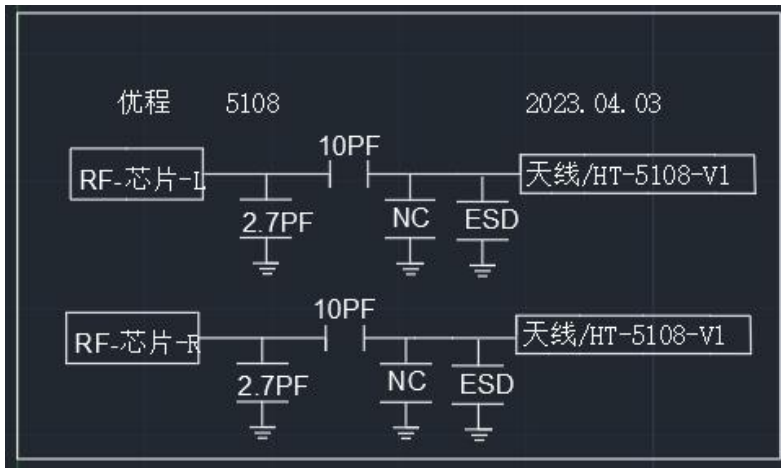 优程 5108 2023.04.03
10PF
RF-芯片-L 天线/HT-5108-V1
2.7PF NC ESD
10PF
RF-芯片-R 天线/HT-5108-V1
2.7PF NC ESD